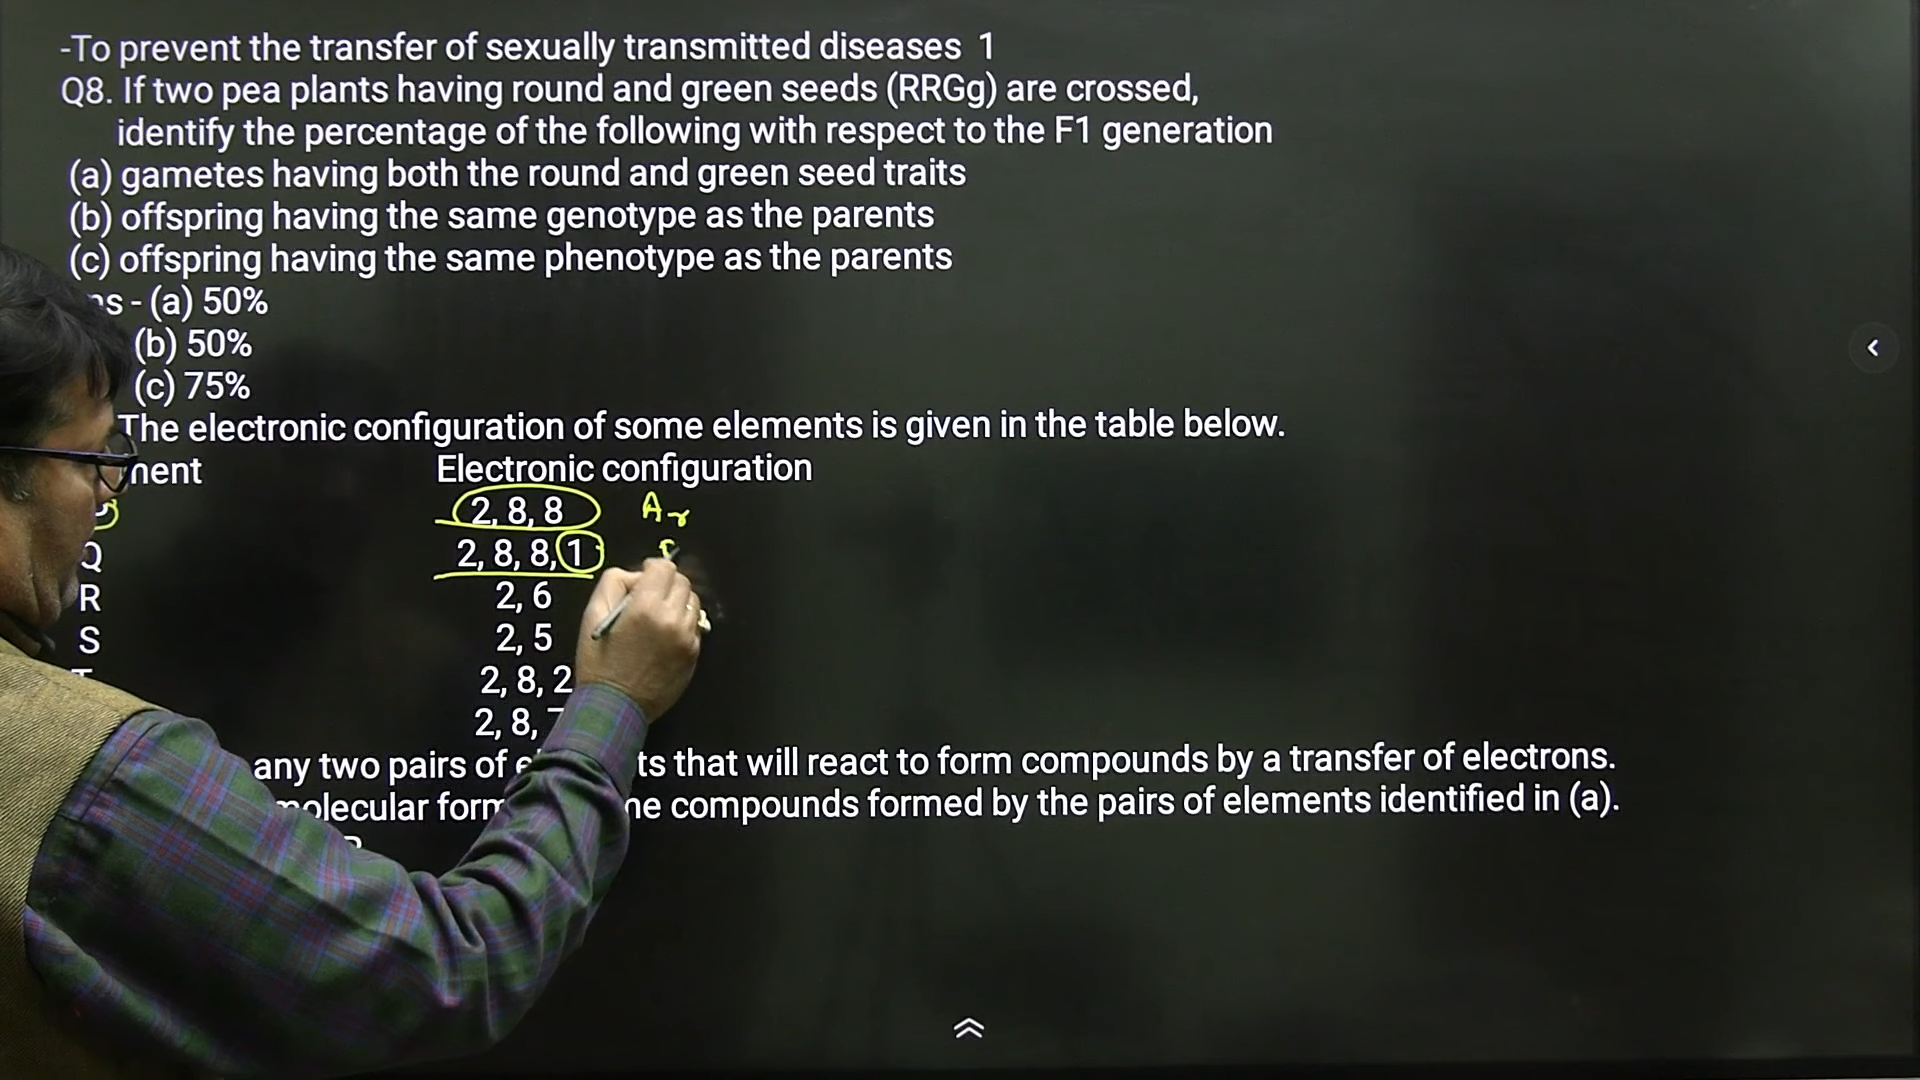 -To prevent the transfer of sexually transmitted diseases 1
Q8. If two pea plants having round and green seeds (RRGg) are crossed,
identify the percentage of the following with respect to the F1 generation
(a) gametes having both the round and green seed traits
(b) offspring having the same genotype as the parents
(c) offspring having the same phenotype as the parents
- (a) 50%
(b) 50%
(c) 75%
The electronic configuration of some elements is given in the table below.
Electronic configuration
2, 8, 8 Ar
Q 2, 8, 8, 1
R 2, 6
S 2, 5
2, 8, 2
2, 8,
any two pairs of that will react to form compounds by a transfer of electrons.
compounds formed by the pairs of elements identified in (a).